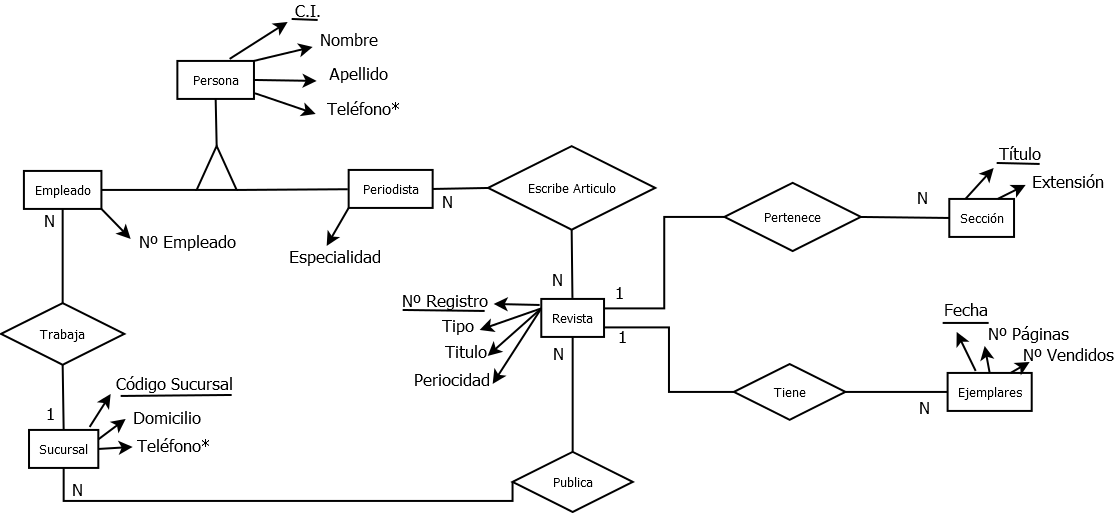 C.I.
Nombre
Persona
Apellido
Teléfono*
Empleado
Periodista
Escribe Articulo
Título
Extensión
N
N
N
Pertenece
Sección
Nº Empleado
Especialidad
N
1
Nº Registro
Tipo
Titulo
Periocidad
Revista
1
N
Fecha
Nº Páginas
Nº Vendidos
Trabaja
Código Sucursal
Domicilio
Teléfono*
1
Sucursal
Tiene
Ejemplares
N
N
Publica